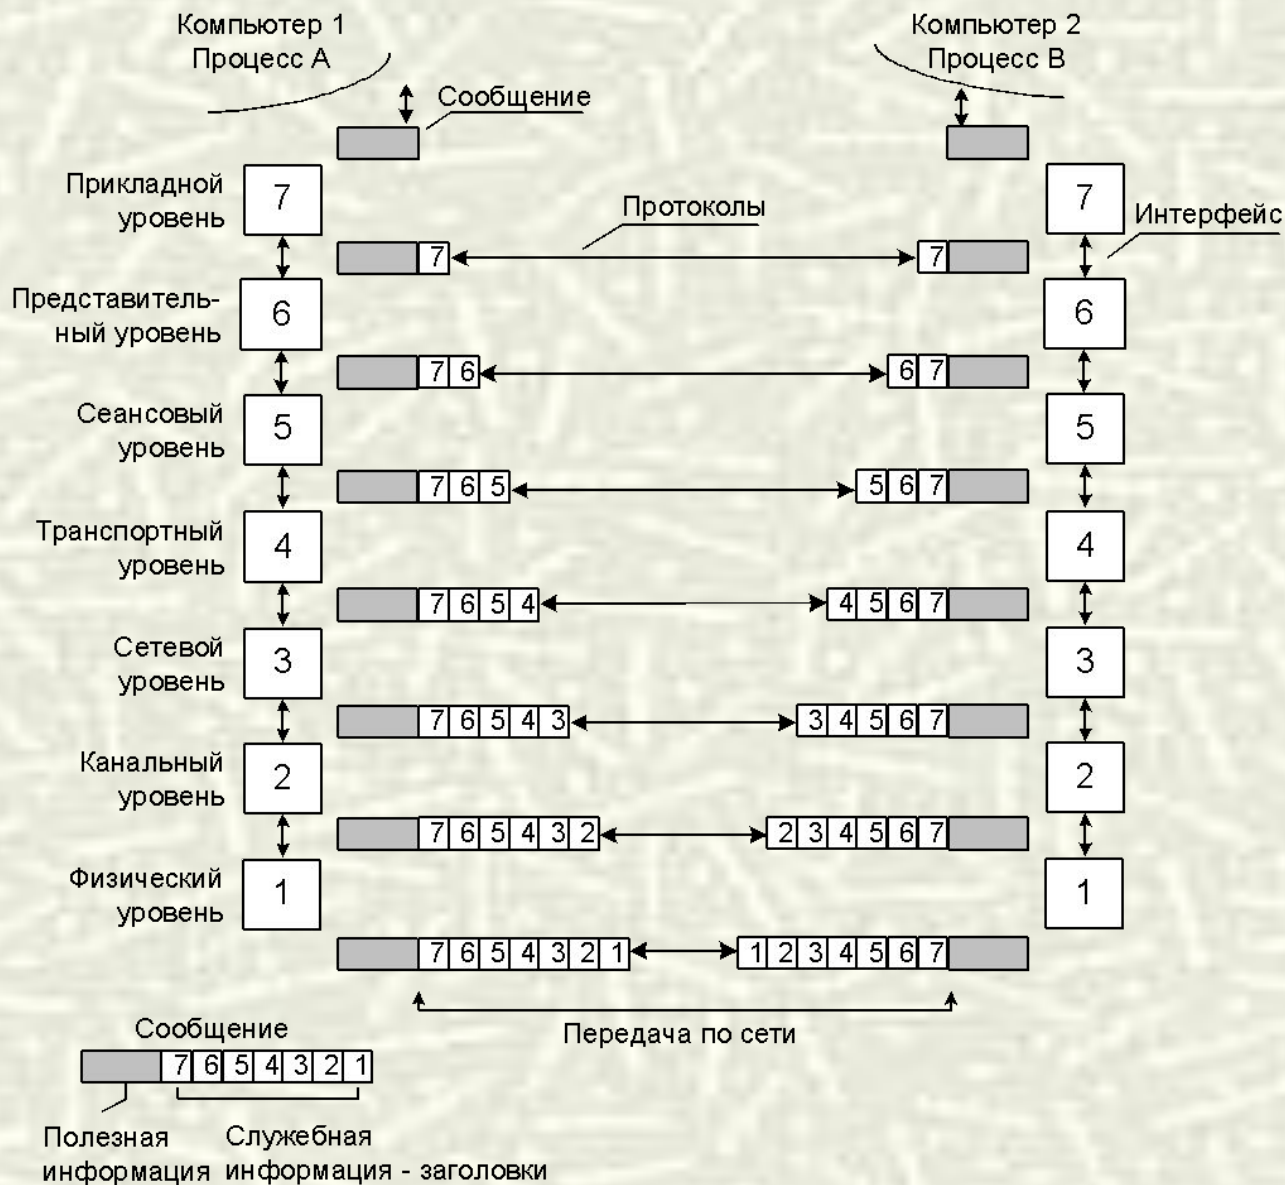 Компьютер 1
Процесс А
Компьютер 2
Процесс В
Сообщение
Прикладной
уровень
7
7
Протоколы
Интерфейс
7
7
Представитель-
ный уровень
6
6
7 6
6 7
Сеансовый
уровень
5
5
7 6 5
5 6 7
Транспортный
уровень
4
4
7 6 5 4
4 5 6 7
Сетевой
уровень
3
3
7 6 5 4 3
3 4 5 6 7
Канальный
уровень
2
2
7 6 5 4 3 2
2 3 4 5 6 7
Физический
уровень
1
1
7 6 5 4 3 2 1
1 2 3 4 5 6 7
Передача по сети
Сообщение
7 6 5 4 3 2 1
Полезная
информация
Служебная
информация - заголовки